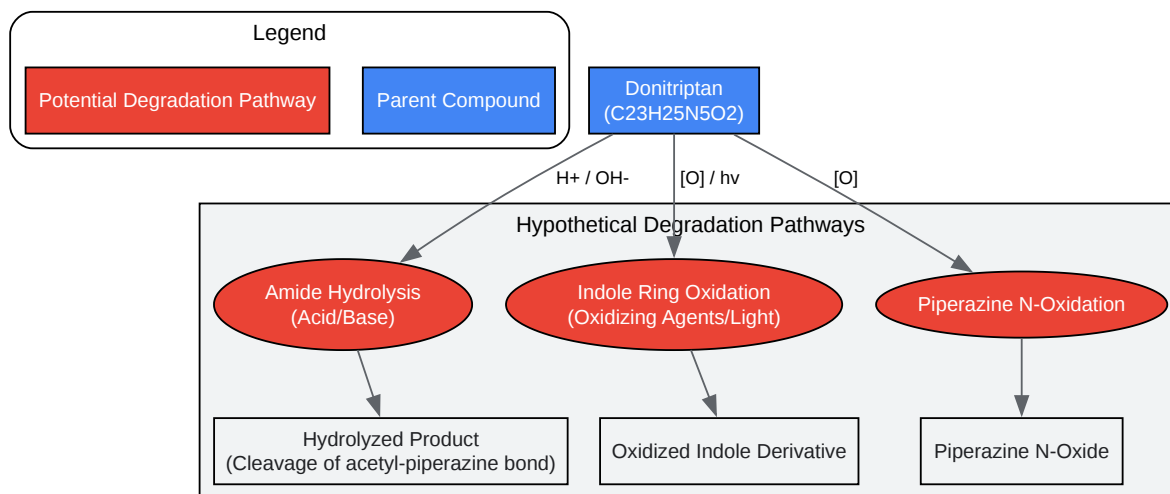 Legend
Potential Degradation Pathway
Parent Compound
Donitriptan
(C23H25N5O2)
H+ / OH-
[O] / hv
[O]
Hypothetical Degradation Pathways
Amide Hydrolysis
(Acid/Base)
Indole Ring Oxidation
(Oxidizing Agents/Light)
Piperazine N-Oxidation
Hydrolyzed Product
(Cleavage of acetyl-piperazine bond)
Oxidized Indole Derivative
Piperazine N-Oxide